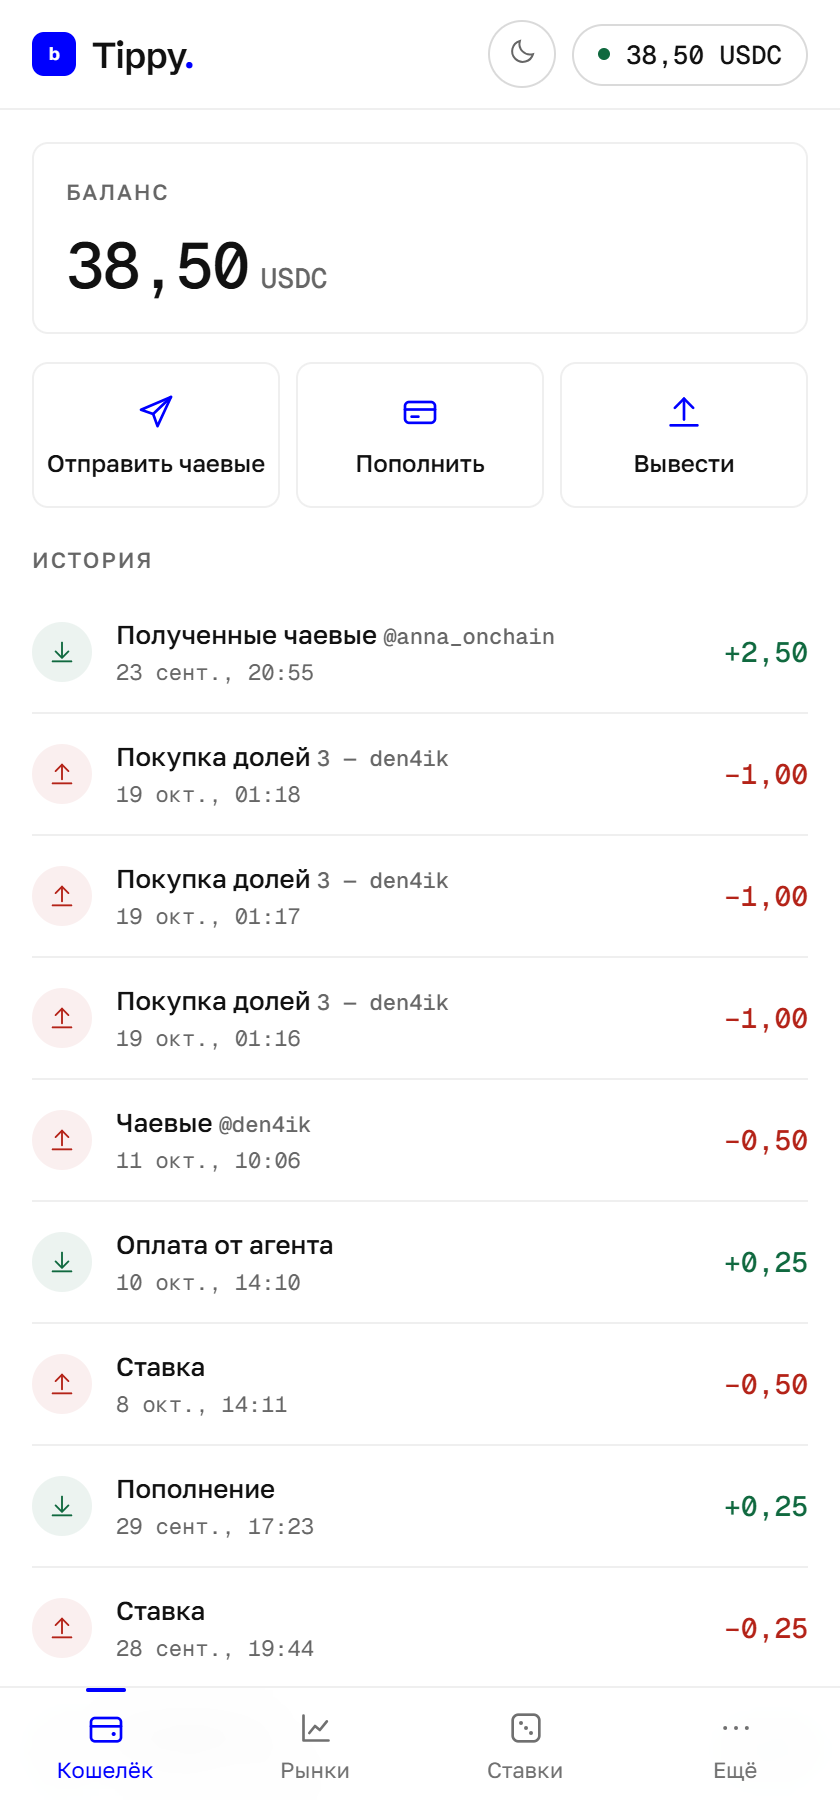 b Tippy.
38,50 USDC
БАЛАНС
38,50 USDC
Отправить чаевые
Пополнить
Вывести
ИСТОРИЯ
Полученные чаевые @anna_onchain
23 сент., 20:55
+2,50
Покупка долей 3 — den4ik
19 окт., 01:18
−1,00
Покупка долей 3 — den4ik
19 окт., 01:17
−1,00
Покупка долей 3 — den4ik
19 окт., 01:16
−1,00
Чаевые @den4ik
11 окт., 10:06
−0,50
Оплата от агента
10 окт., 14:10
+0,25
Ставка
8 окт., 14:11
−0,50
Пополнение
29 сент., 17:23
+0,25
Ставка
28 сент., 19:44
−0,25
Кошелёк
Рынки
Ставки
Ещё